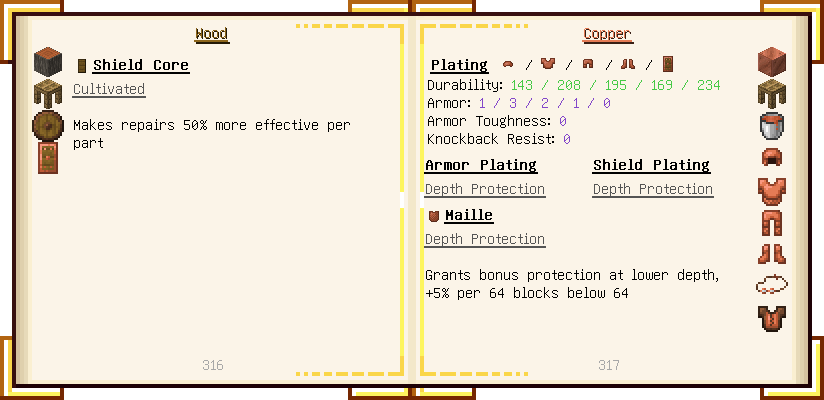 Wood
Shield Core
Cultivated
Makes repairs 50% more effective per
part
316
Copper
Plating / / / /
Durability: 143 / 208 / 195 / 169 / 234
Armor: 1 / 3 / 2 / 1 / 0
Armor Toughness: 0
Knockback Resist: 0
Armor Plating Shield Plating
Depth Protection Depth Protection
Maille
Depth Protection
Grants bonus protection at lower depth,
+5% per 64 blocks below 64
317